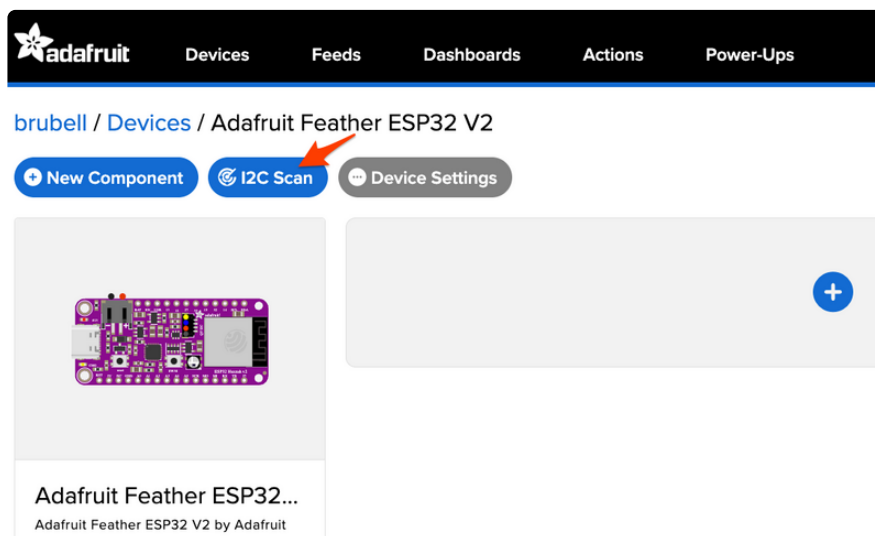 adafruit Devices Feeds Dashboards Actions Power-Ups
brubell / Devices / Adafruit Feather ESP32 V2
New Component I2C Scan Device Settings
Adafruit Feather ESP32...
Adafruit Feather ESP32 V2 by Adafruit